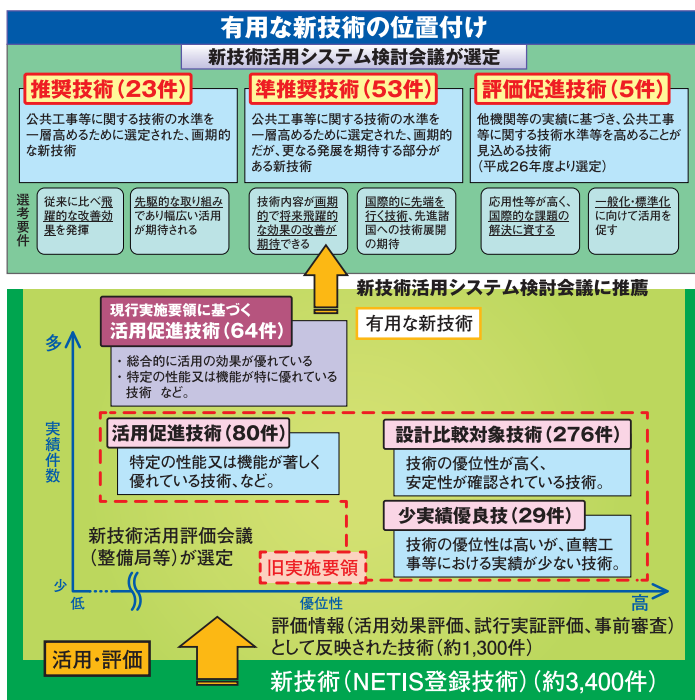 有用な新技術の位置付け
新技術活用システム検討会議が選定
推奨技術（23件）
公共工事等に関する技術の水準を
一層高めるために選定された、画期的
な新技術
準推奨技術（53件）
公共工事等に関する技術の水準を
一層高めるために選定された、画期的
だが、更なる発展を期待する部分が
ある新技術
評価促進技術（5件）
他機関等の実績に基づき、公共工事
等に関する技術水準等を高めることが
見込める技術
（平成26年度より選定）
選考要件
従来に比べ飛
躍的な改善効
果を発揮
先駆的な取り組み
であり幅広い活用
が期待される
技術内容が画期
的で将来飛躍的
な効果の改善が
期待できる
国際的に先端を
行く技術、先進諸
国への技術展開
の期待
応用性等が高く、
国際的な課題の
解決に資する
一般化・標準化
に向けて活用を
促す
新技術活用システム検討会議に推薦
有用な新技術
現行実施要領に基づく
活用促進技術（64件）
・総合的に活用の効果が優れている
・特定の性能又は機能が特に優れている
技術 など。
多
実績件数
少
活用促進技術（80件）
特定の性能又は機能が著しく
優れている技術、など。
設計比較対象技術（276件）
技術の優位性が高く、
安定性が確認されている技術。
少実績優良技（29件）
技術の優位性は高いが、直轄工
事等における実績が少ない技術。
新技術活用評価会議
（整備局等）が選定
旧実施要領
低
優位性
高
活用・評価
評価情報（活用効果評価、試行実証評価、事前審査）
として反映された技術（約1,300件）
新技術（NETIS登録技術）（約3,400件）